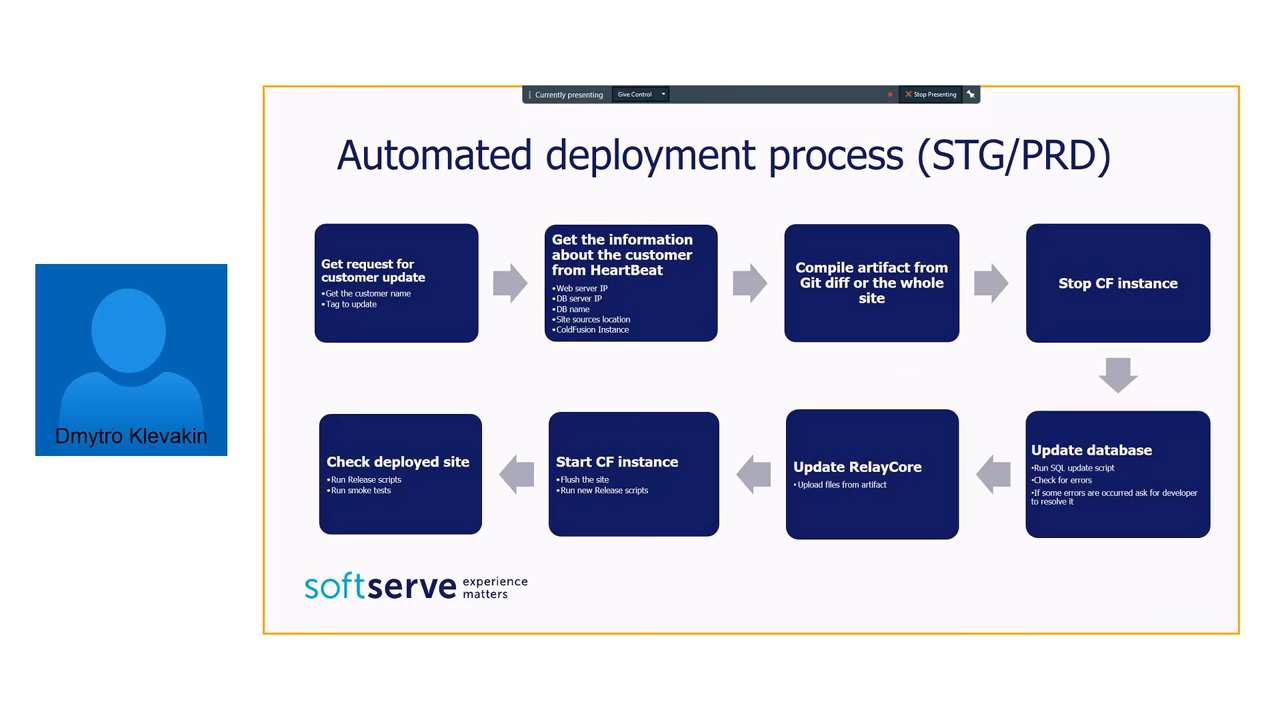 Currently presenting
Give Control
Stop Presenting
Automated deployment process (STG/PRD)
Get request for
customer update
•Get the customer name
•Tag to update
Get the information
about the customer
from HeartBeat
•Web server IP
•DB server IP
•DB name
•Site sources location
•ColdFusion Instance
Compile artifact from
Git diff or the whole
site
Stop CF instance
Update database
•Run SQL update script
•Check for errors
•If some errors are occurred ask for developer
to resolve it
Update RelayCore
•Upload files from artifact
Start CF instance
•Flush the site
•Run new Release scripts
Check deployed site
•Run Release scripts
•Run smoke tests
Dmytro Klevakin
softserve experience
matters